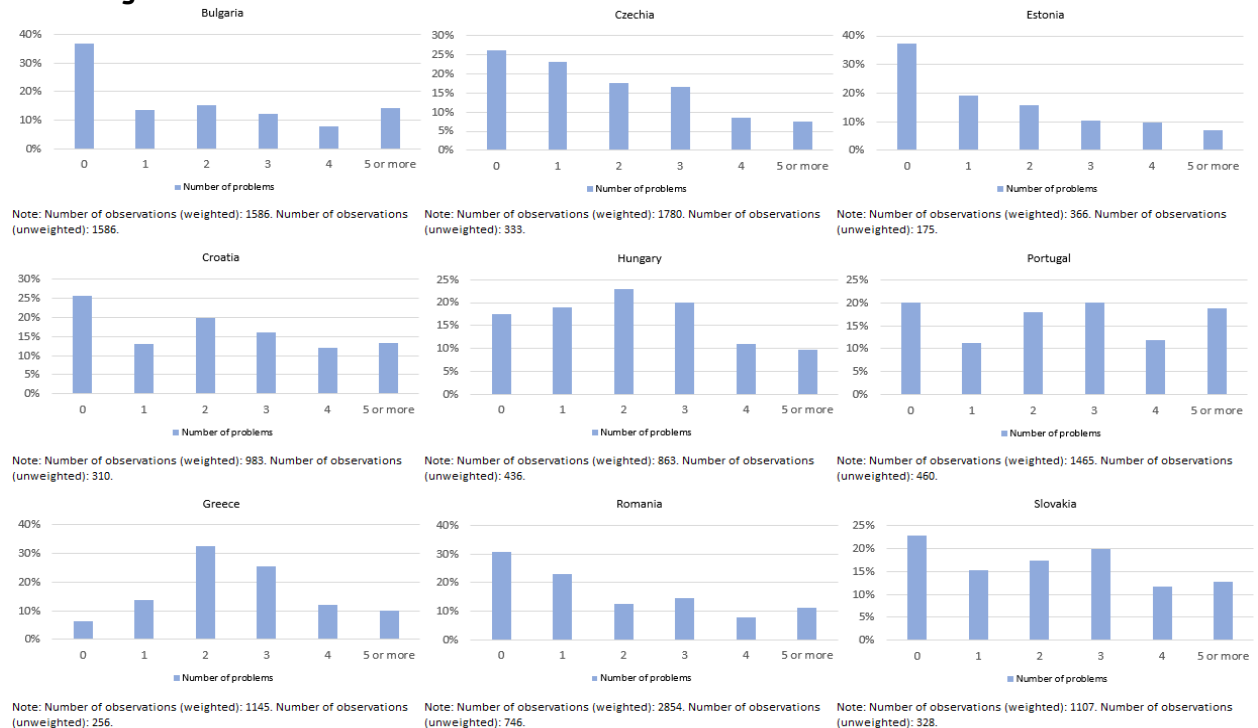 Bulgaria
40%
30%
20%
10%
0%
0 1 2 3 4 5 or more
Number of problems
Note: Number of observations (weighted): 1586. Number of observations
(unweighted): 1586.
Czechia
30%
25%
20%
15%
10%
5%
0%
0 1 2 3 4 5 or more
Number of problems
Note: Number of observations (weighted): 1780. Number of observations
(unweighted): 333.
Estonia
40%
30%
20%
10%
0%
0 1 2 3 4 5 or more
Number of problems
Note: Number of observations (weighted): 366. Number of observations
(unweighted): 175.
Croatia
30%
25%
20%
15%
10%
5%
0%
0 1 2 3 4 5 or more
Number of problems
Note: Number of observations (weighted): 983. Number of observations
(unweighted): 310.
Hungary
25%
20%
15%
10%
5%
0%
0 1 2 3 4 5 or more
Number of problems
Note: Number of observations (weighted): 863. Number of observations
(unweighted): 436.
Portugal
25%
20%
15%
10%
5%
0%
0 1 2 3 4 5 or more
Number of problems
Note: Number of observations (weighted): 1465. Number of observations
(unweighted): 460.
Greece
40%
30%
20%
10%
0%
0 1 2 3 4 5 or more
Number of problems
Note: Number of observations (weighted): 1145. Number of observations
(unweighted): 256.
Romania
40%
30%
20%
10%
0%
0 1 2 3 4 5 or more
Number of problems
Note: Number of observations (weighted): 2854. Number of observations
(unweighted): 746.
Slovakia
25%
20%
15%
10%
5%
0%
0 1 2 3 4 5 or more
Number of problems
Note: Number of observations (weighted): 1107. Number of observations
(unweighted): 328.